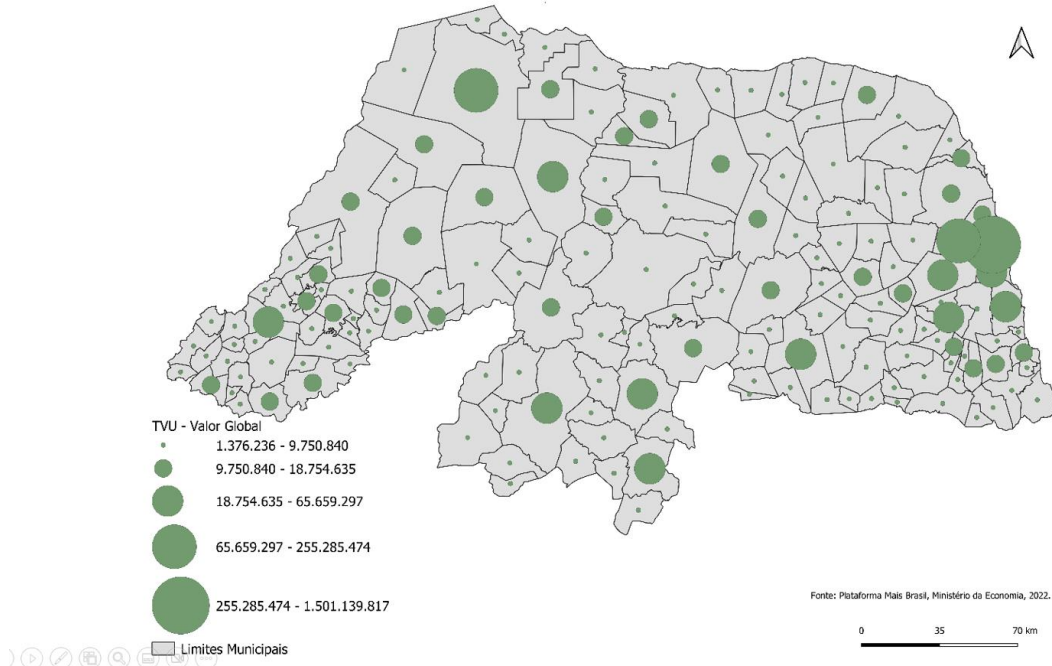 TVU - Valor Global
1.376.236 - 9.750.840
9.750.840 - 18.754.635
18.754.635 - 65.659.297
65.659.297 - 255.285.474
255.285.474 - 1.501.139.817
Limites Municipais
Fonte: Plataforma Mais Brasil, Ministério da Economia, 2022.
0 35 70 km